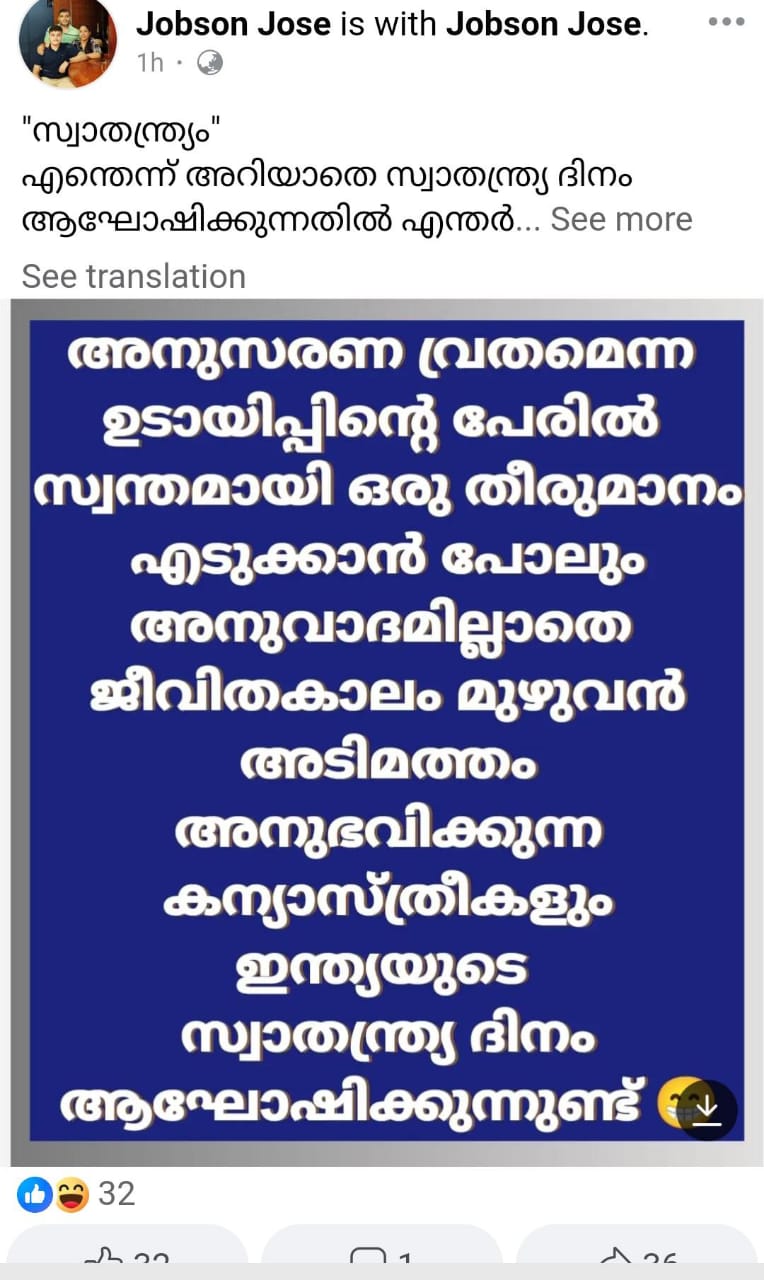 Jobson Jose is with Jobson Jose.
1h
"സ്വാതന്ത്ര്യം"
എന്തെന്ന് അറിയാതെ സ്വാതന്ത്ര്യ ദിനം
ആഘോഷിക്കുന്നതിൽ എന്തർ... See more
See translation
അനുസരണ വ്രതമെന്ന
ഉടായിപ്പിന്റെ പേരിൽ
സ്വന്തമായി ഒരു തീരുമാനം
എടുക്കാൻ പോലും
അനുവാദമില്ലാതെ
ജീവിതകാലം മുഴുവൻ
അടിമത്തം
അനുഭവിക്കുന്ന
കന്യാസ്ത്രീകളും
ഇന്ത്യയുടെ
സ്വാതന്ത്ര്യ ദിനം
ആഘോഷിക്കുന്നുണ്ട്
32